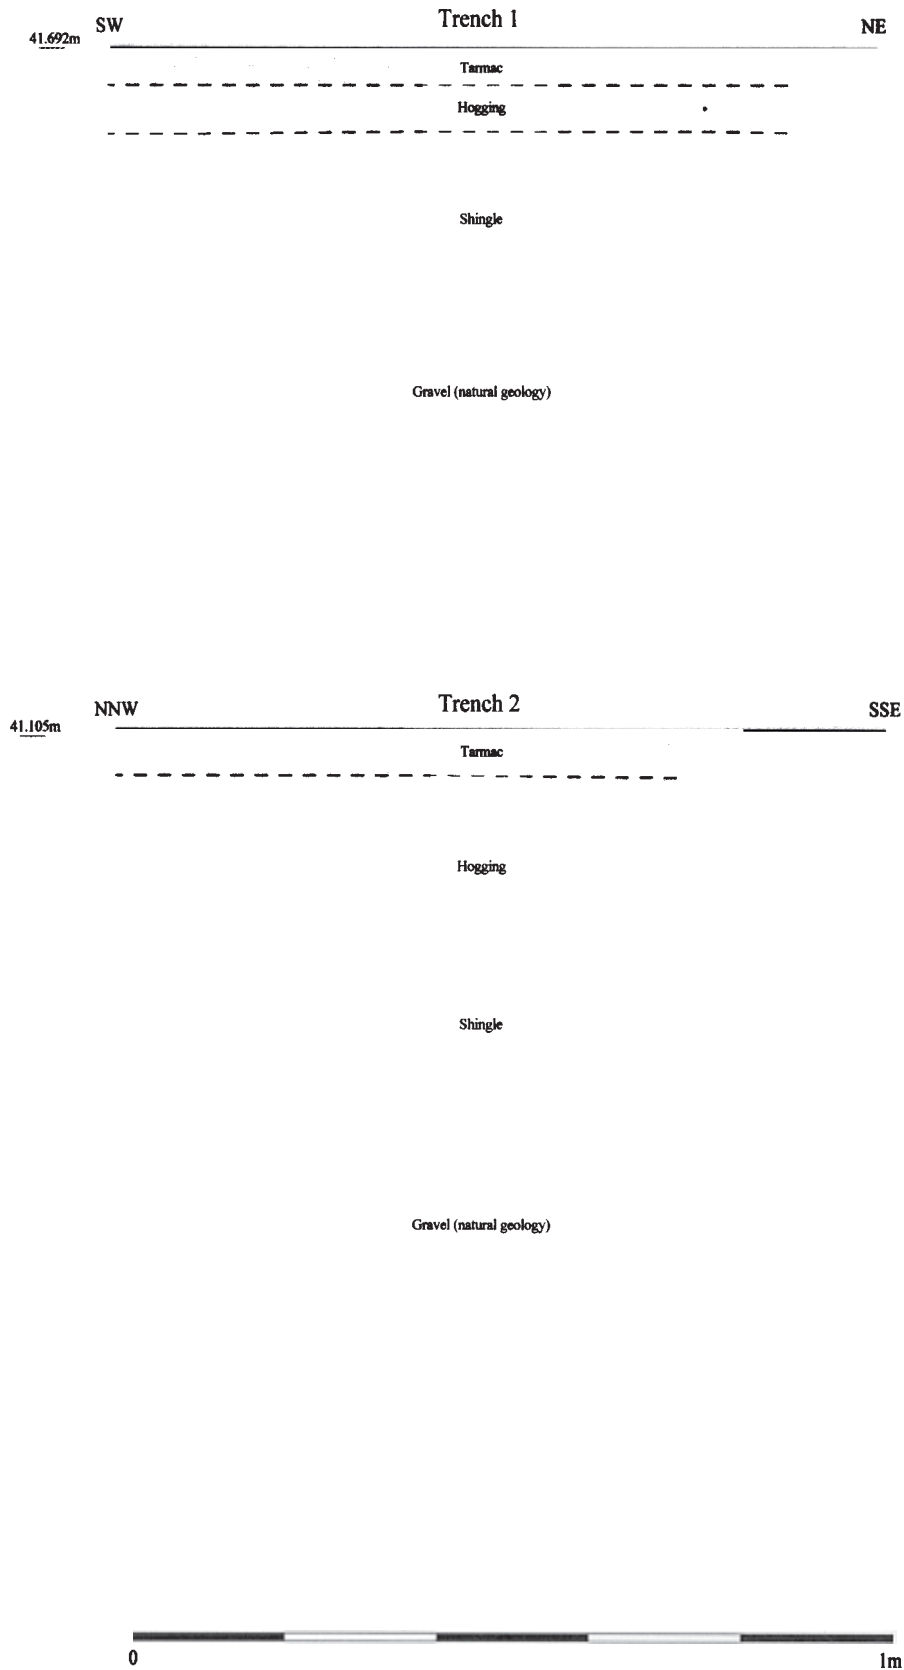 Trench 1
SW
NE
41.692m
Tarmac
Hogging
Shingle
Gravel (natural geology)
Trench 2
NNW
SSE
41.105m
Tarmac
Hogging
Shingle
Gravel (natural geology)
0
1m